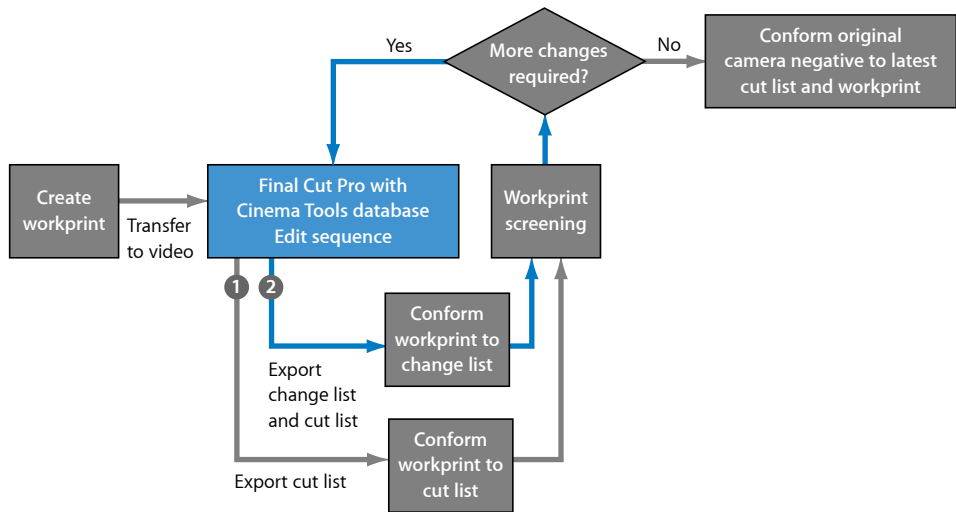 Yes
More changes
required?
No
Conform original
camera negative to latest
cut list and workprint
Create
workprint
Transfer
to video
Final Cut Pro with
Cinema Tools database
Edit sequence
Workprint
screening
1
2
Conform
workprint to
change list
Export
change list
and cut list
Conform
workprint to
cut list
Export cut list